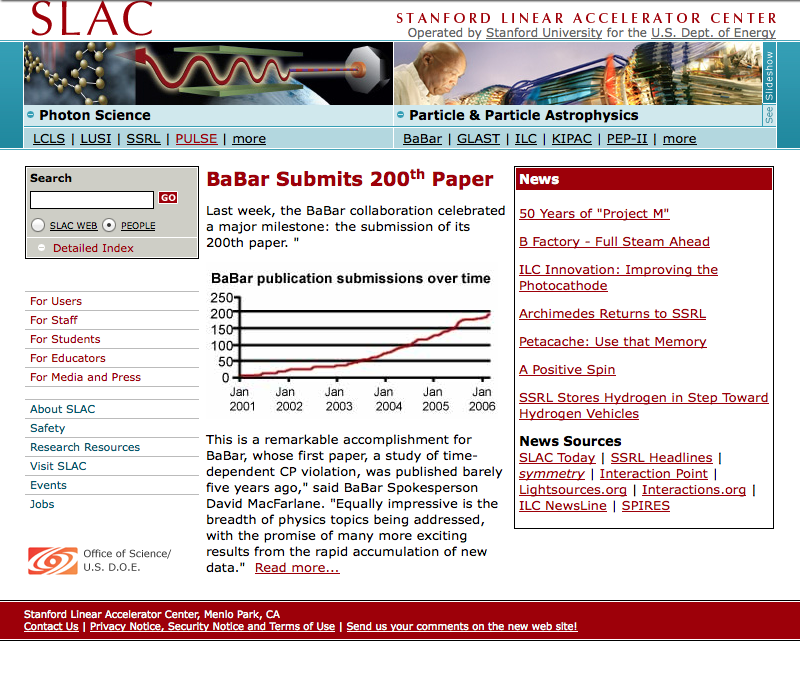 SLAC
STANFORD LINEAR ACCELERATOR CENTER
Operated by Stanford University for the U.S. Dept. of Energy
See Slideshow
Photon Science
LCLS | LUSI | SSRL | PULSE | more
Particle & Particle Astrophysics
BaBar | GLAST | ILC | KIPAC | PEP-II | more
Search
GO
SLAC WEB PEOPLE
Detailed Index
For Users
For Staff
For Students
For Educators
For Media and Press
About SLAC
Safety
Research Resources
Visit SLAC
Events
Jobs
Office of Science/
U.S. D.O.E.
BaBar Submits 200th Paper
Last week, the BaBar collaboration celebrated
a major milestone: the submission of its
200th paper. "
BaBar publication submissions over time
250
200
150
100
50
0
Jan Jan Jan Jan Jan Jan
2001 2002 2003 2004 2005 2006
This is a remarkable accomplishment for
BaBar, whose first paper, a study of time-
dependent CP violation, was published barely
five years ago," said BaBar Spokesperson
David MacFarlane. "Equally impressive is the
breadth of physics topics being addressed,
with the promise of many more exciting
results from the rapid accumulation of new
data." Read more...
News
50 Years of "Project M"
B Factory - Full Steam Ahead
ILC Innovation: Improving the
Photocathode
Archimedes Returns to SSRL
Petacache: Use that Memory
A Positive Spin
SSRL Stores Hydrogen in Step Toward
Hydrogen Vehicles
News Sources
SLAC Today | SSRL Headlines |
symmetry | Interaction Point |
Lightsources.org | Interactions.org |
ILC NewsLine | SPIRES
Stanford Linear Accelerator Center, Menlo Park, CA
Contact Us | Privacy Notice, Security Notice and Terms of Use | Send us your comments on the new web site!